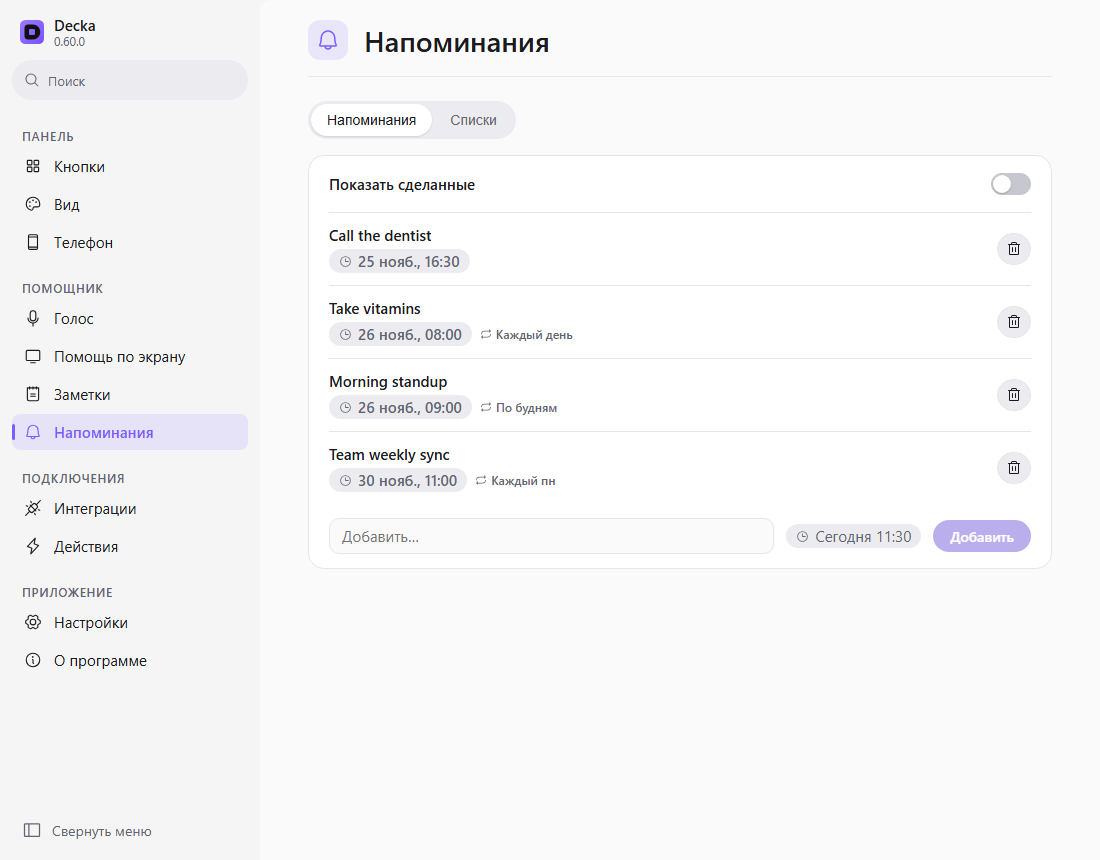 Decka
0.60.0
Поиск
ПАНЕЛЬ
Кнопки
Вид
Телефон
ПОМОЩНИК
Голос
Помощь по экрану
Заметки
Напоминания
ПОДКЛЮЧЕНИЯ
Интеграции
Действия
ПРИЛОЖЕНИЕ
Настройки
О программе
Свернуть меню
Напоминания
Напоминания Списки
Показать сделанные
Call the dentist
25 нояб., 16:30
Take vitamins
26 нояб., 08:00 Каждый день
Morning standup
26 нояб., 09:00 По будням
Team weekly sync
30 нояб., 11:00 Каждый пн
Добавить... Сегодня 11:30 Добавить